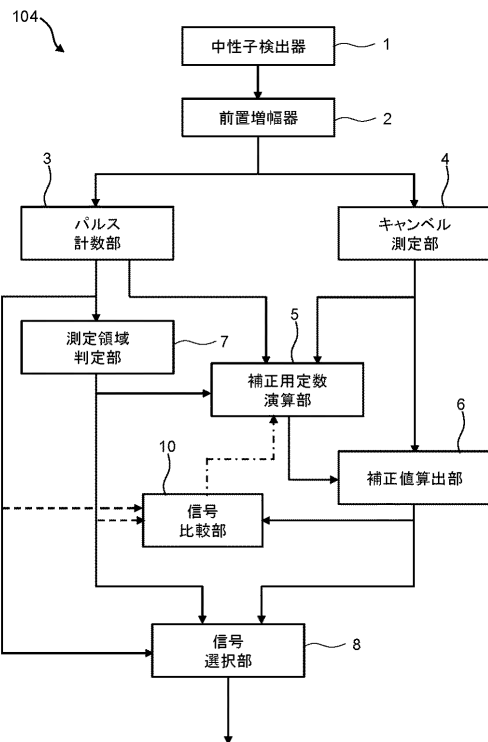 104
中性子検出器
1
前置増幅器
2
3
4
パルス
計数部
キャンベル
測定部
測定領域
判定部
7
5
補正用定数
演算部
6
補正値算出部
10
信号
比較部
信号
選択部
8